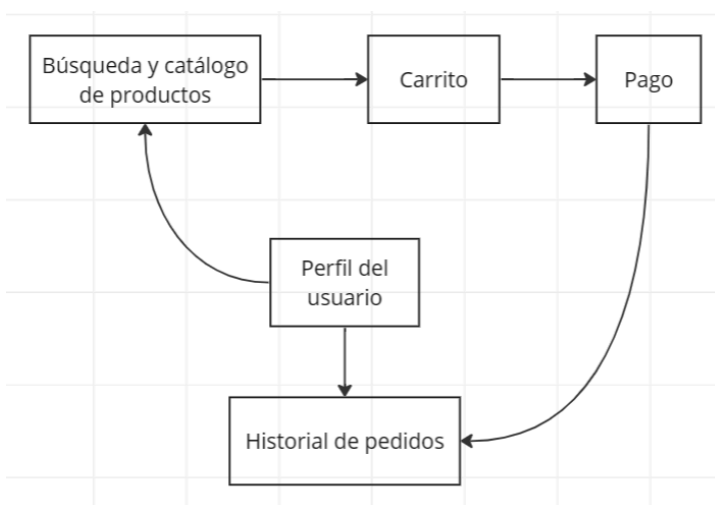 Búsqueda y catálogo
de productos
Carrito
Pago
Perfil del
usuario
Historial de pedidos